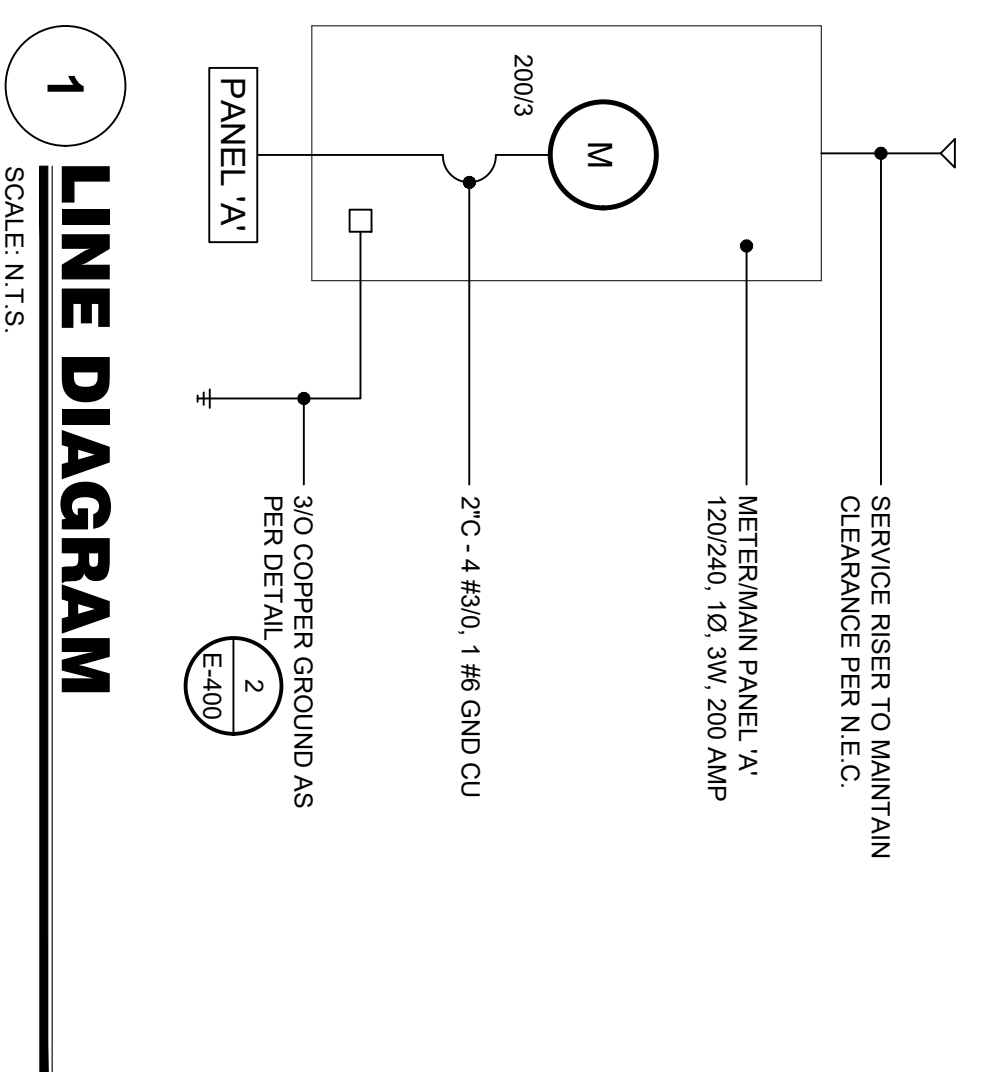 SERVICE RISER TO MAINTAIN
CLEARANCE PER N.E.C.
METER/MAIN PANEL 'A'
120/240, 1Ø, 3W, 200 AMP
M
200/3
2"C - 4 #3/0, 1 #6 GND CU
3/O COPPER GROUND AS
PER DETAIL
2
E-400
PANEL 'A'
1
LINE DIAGRAM
SCALE: N.T.S.